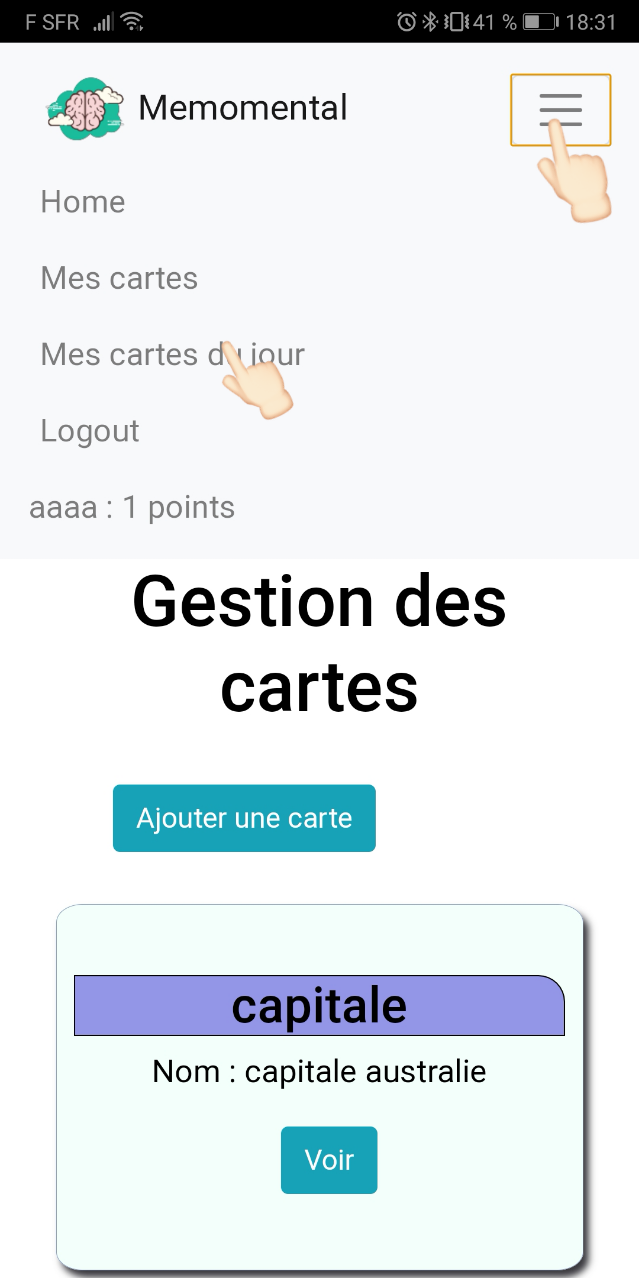 F SFR 41 % 18:31
Memomental
Home
Mes cartes
Mes cartes du jour
Logout
aaaa : 1 points
Gestion des
cartes
Ajouter une carte
capitale
Nom : capitale australie
Voir